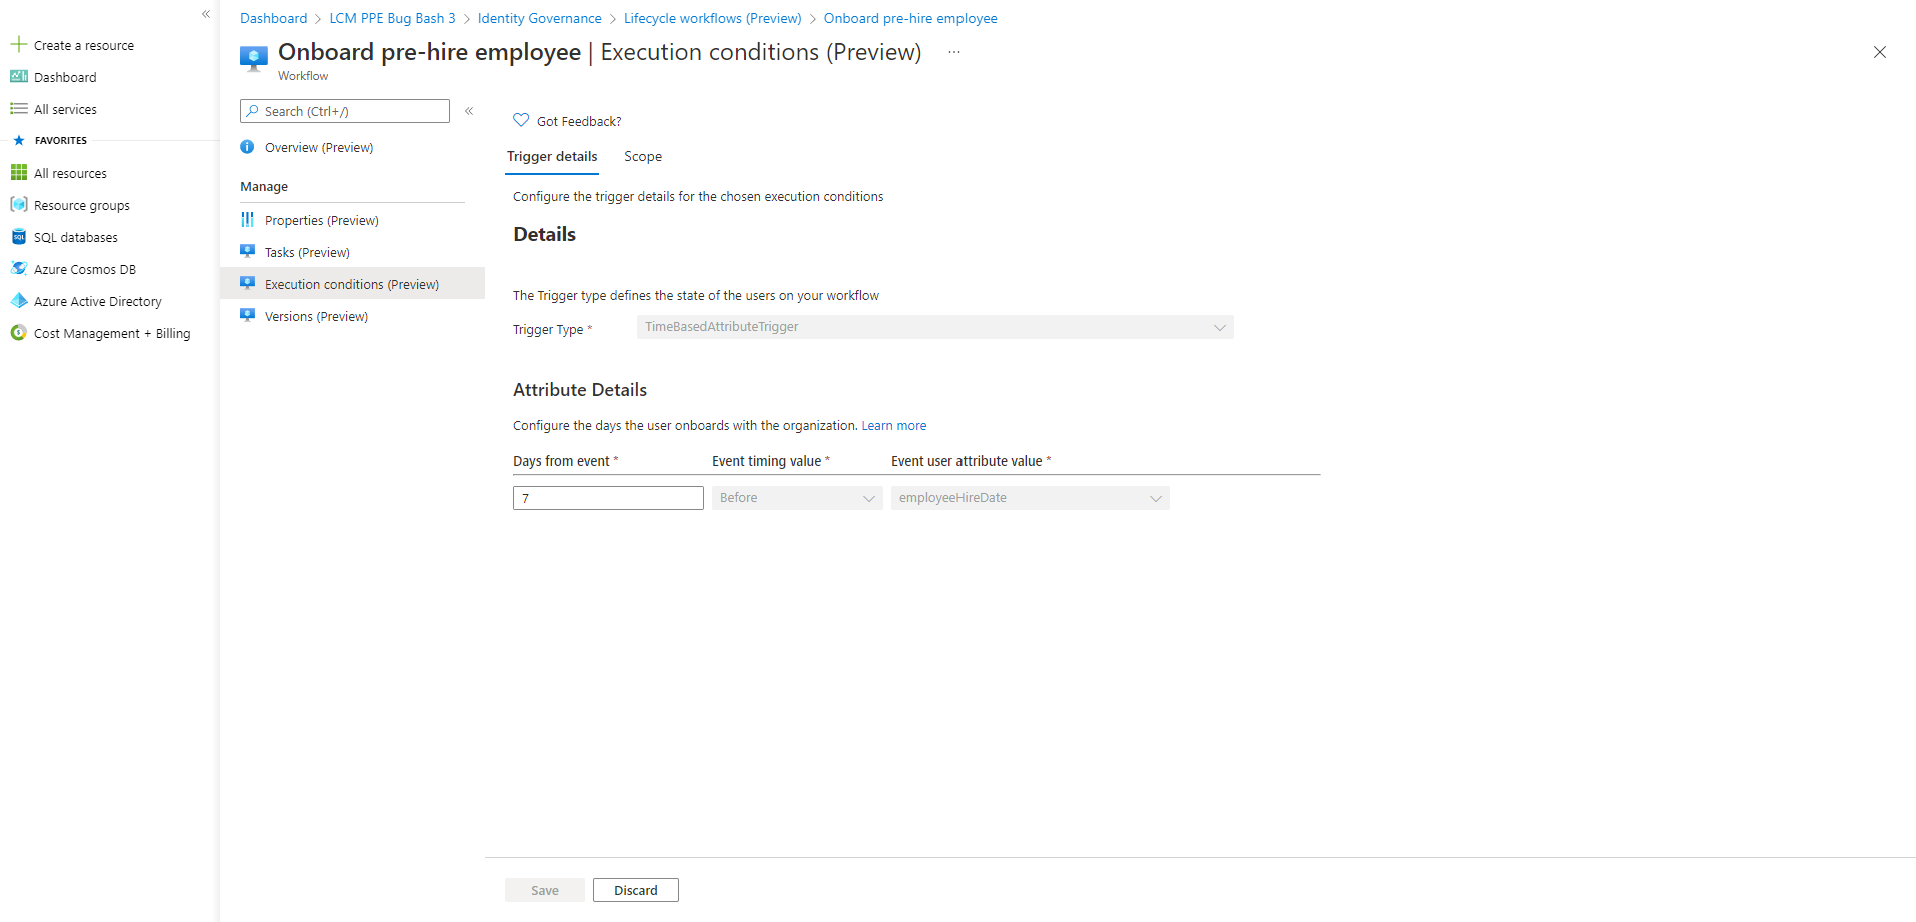 Create a resource
Dashboard
All services
FAVORITES
All resources
Resource groups
SQL databases
Azure Cosmos DB
Azure Active Directory
Cost Management + Billing
Dashboard > LCM PPE Bug Bash 3 > Identity Governance > Lifecycle workflows (Preview) > Onboard pre-hire employee
Onboard pre-hire employee | Execution conditions (Preview) ...
Workflow
Search (Ctrl+/)
Overview (Preview)
Manage
Properties (Preview)
Tasks (Preview)
Execution conditions (Preview)
Versions (Preview)
Got Feedback?
Trigger details Scope
Configure the trigger details for the chosen execution conditions
Details
The Trigger type defines the state of the users on your workflow
Trigger Type * TimeBasedAttributeTrigger
Attribute Details
Configure the days the user onboards with the organization. Learn more
Days from event * Event timing value * Event user attribute value *
7 Before employeeHireDate
Save Discard